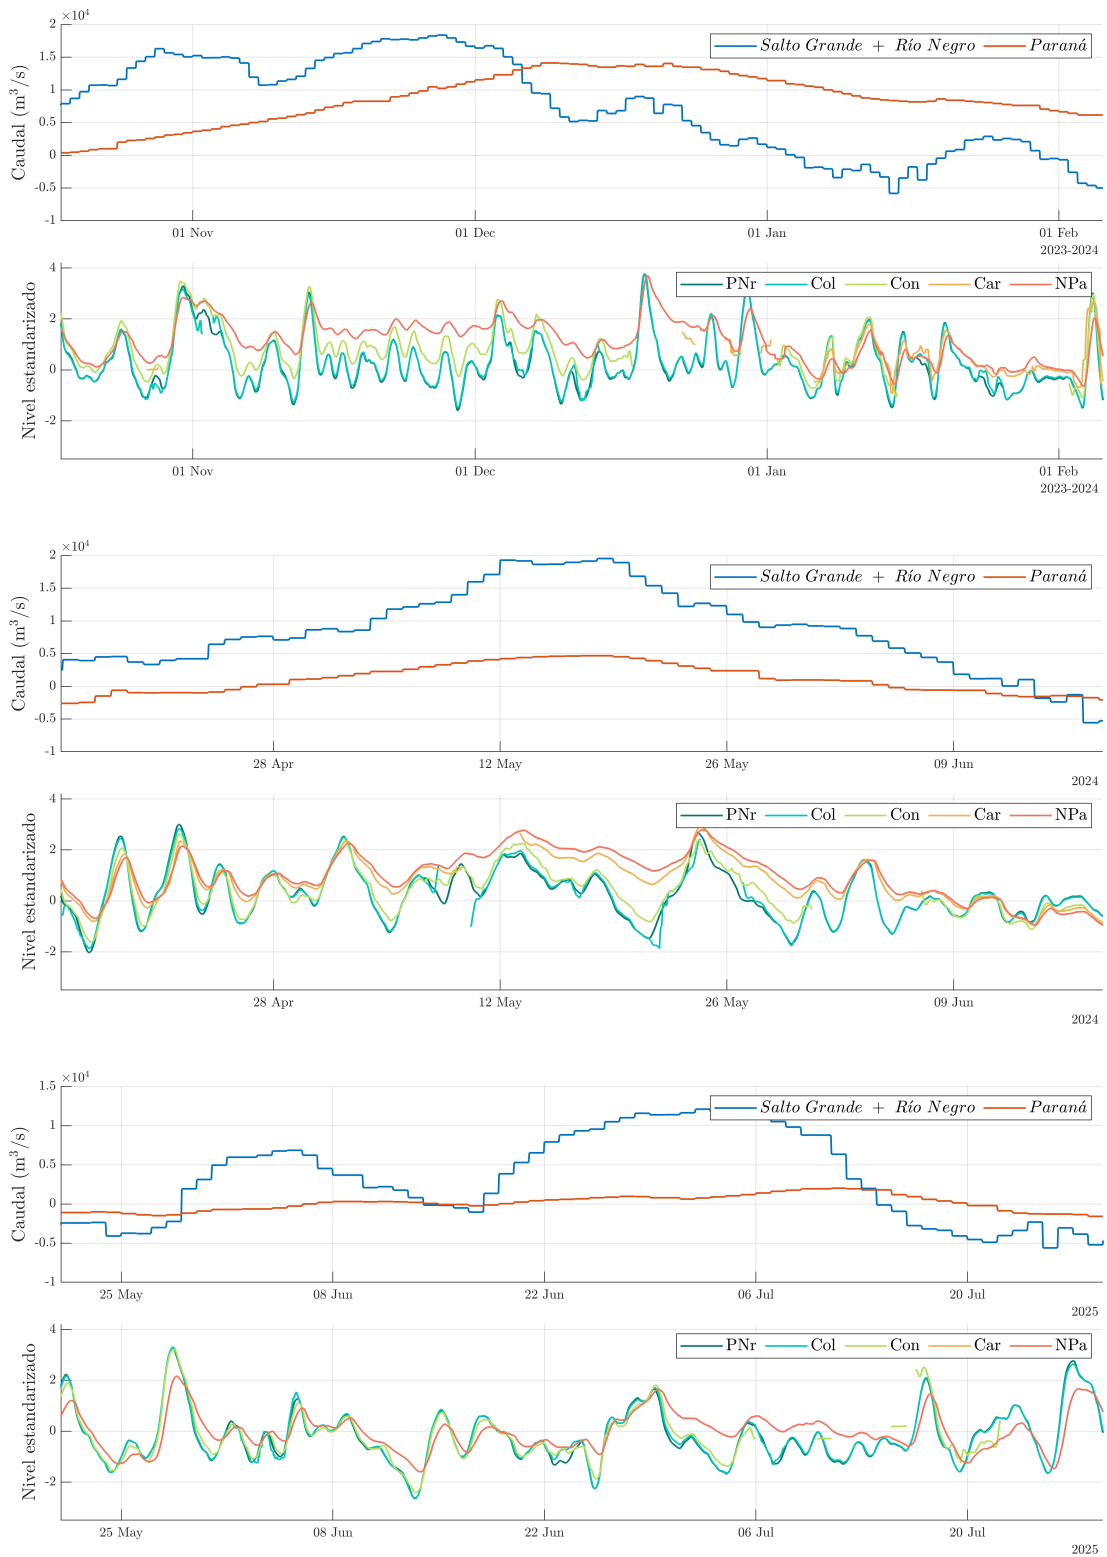 ×10⁴
2
1.5
1
0.5
0
-0.5
-1
Caudal (m³/s)
Salto Grande + Río Negro Paraná
01 Nov 01 Dec 01 Jan 01 Feb
2023-2024
4
2
0
-2
Nivel estandarizado
PNr Col Con Car NPa
01 Nov 01 Dec 01 Jan 01 Feb
2023-2024
×10⁴
2
1.5
1
0.5
0
-0.5
-1
Caudal (m³/s)
Salto Grande + Río Negro Paraná
28 Apr 12 May 26 May 09 Jun
2024
4
2
0
-2
Nivel estandarizado
PNr Col Con Car NPa
28 Apr 12 May 26 May 09 Jun
2024
×10⁴
1.5
1
0.5
0
-0.5
-1
Caudal (m³/s)
Salto Grande + Río Negro Paraná
25 May 08 Jun 22 Jun 06 Jul 20 Jul
2025
4
2
0
-2
Nivel estandarizado
PNr Col Con Car NPa
25 May 08 Jun 22 Jun 06 Jul 20 Jul
2025